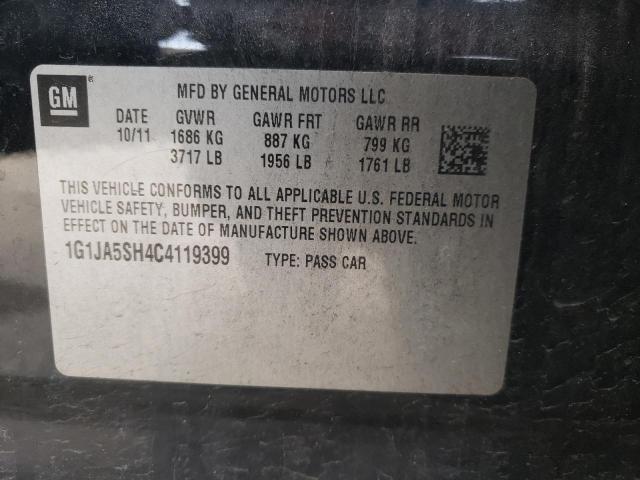 GM
MFD BY GENERAL MOTORS LLC
DATE GVWR GAWR FRT GAWR RR
10/11 1686 KG 887 KG 799 KG
3717 LB 1956 LB 1761 LB
THIS VEHICLE CONFORMS TO ALL APPLICABLE U.S. FEDERAL MOTOR
VEHICLE SAFETY, BUMPER, AND THEFT PREVENTION STANDARDS IN
EFFECT ON THE DATE OF MANUFACTURE SHOWN ABOVE.
1G1JA5SH4C4119399 TYPE: PASS CAR